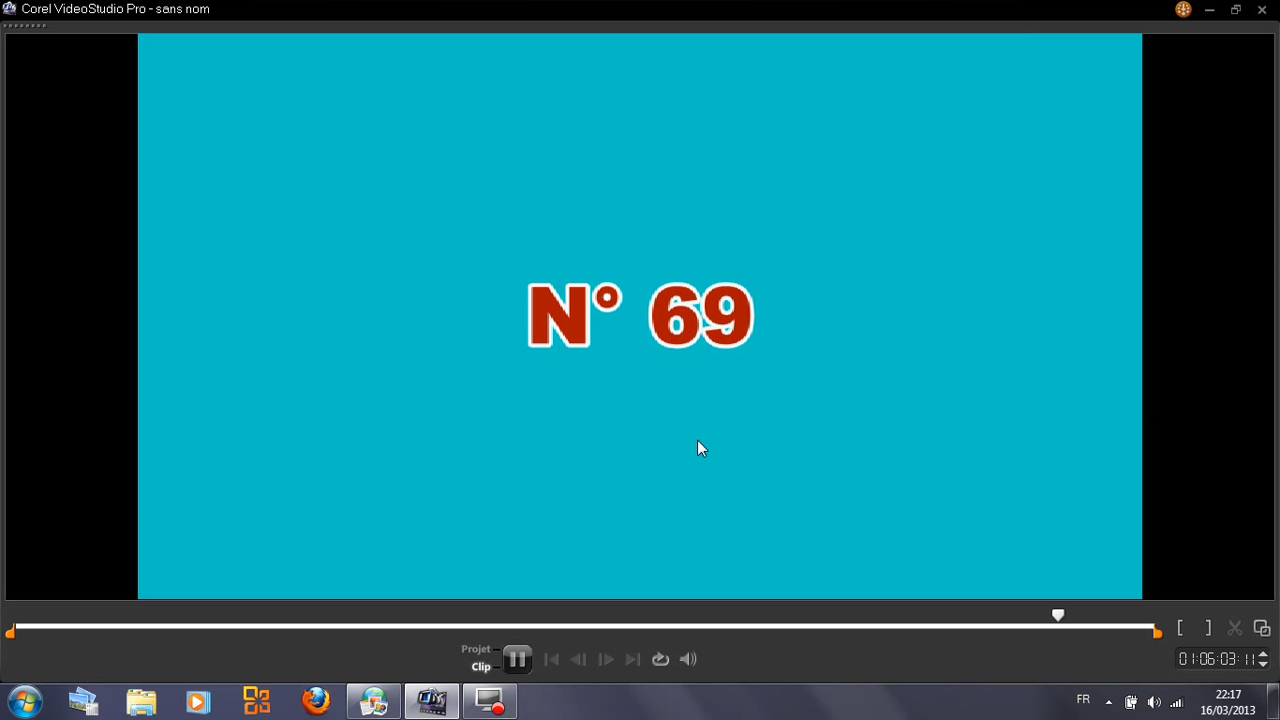 Corel VideoStudio Pro - sans nom
N° 69
Projet
Clip
[ ]
01:06:03:11
FR
22:17
16/03/2013